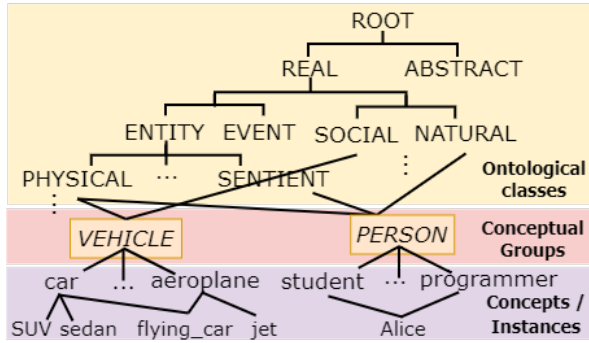 ROOT
REAL ABSTRACT
ENTITY EVENT SOCIAL NATURAL
PHYSICAL ... SENTIENT
Ontological
classes
VEHICLE
PERSON
Conceptual
Groups
car ... aeroplane student ... programmer
SUV sedan flying_car jet Alice
Concepts /
Instances